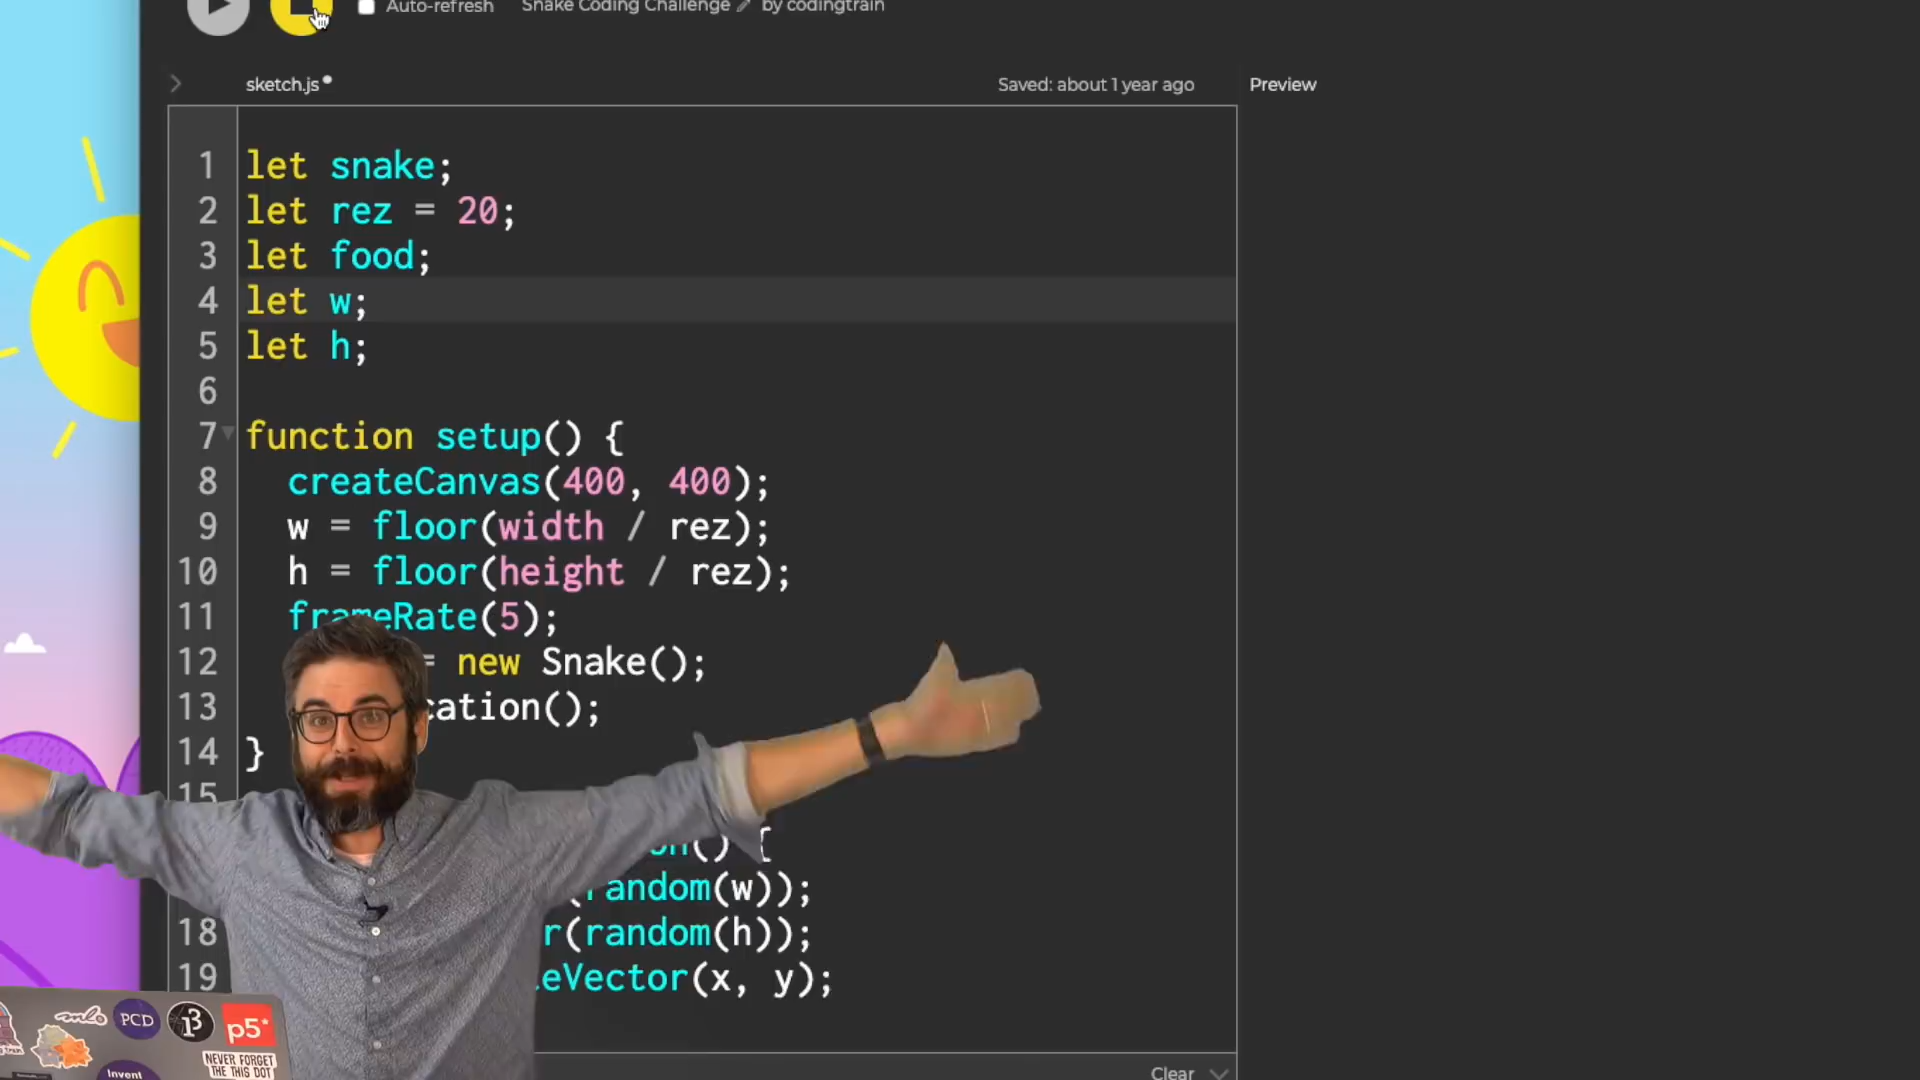 Auto-refresh Snake Coding Challenge by codingtrain
sketch.js Saved: about 1 year ago Preview
1 let snake;
2 let rez = 20;
3 let food;
4 let w;
5 let h;
6
7 function setup() {
8 createCanvas(400, 400);
9 w = floor(width / rez);
10 h = floor(height / rez);
11 frameRate(5);
12 = new Snake();
13 cation();
14 }
15
() {
(random(w));
18 r(random(h));
19 eVector(x, y);
PCD
p5*
NEVER FORGET
THE THIS DOT
Invent
Clear